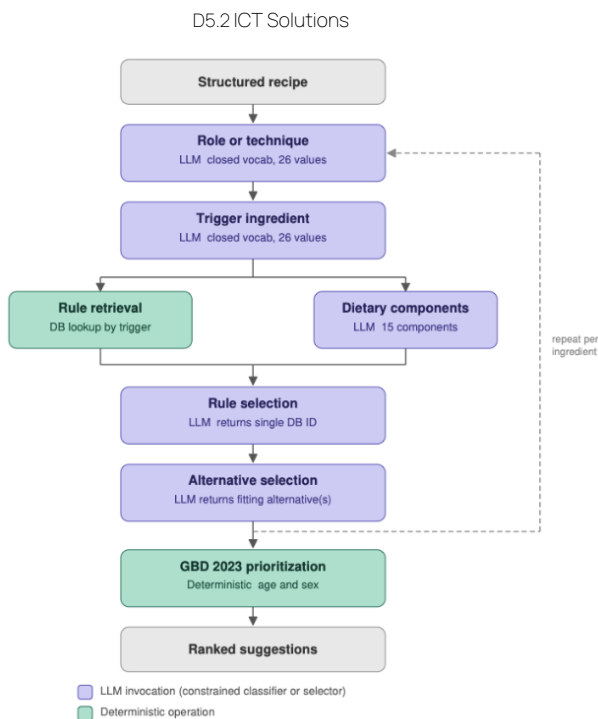 D5.2 ICT Solutions
Structured recipe
Role or technique
LLM closed vocab, 26 values
Trigger ingredient
LLM closed vocab, 26 values
Rule retrieval
DB lookup by trigger
Dietary components
LLM 15 components
repeat per
ingredient
Rule selection
LLM returns single DB ID
Alternative selection
LLM returns fitting alternative(s)
GBD 2023 prioritization
Deterministic age and sex
Ranked suggestions
LLM invocation (constrained classifier or selector)
Deterministic operation